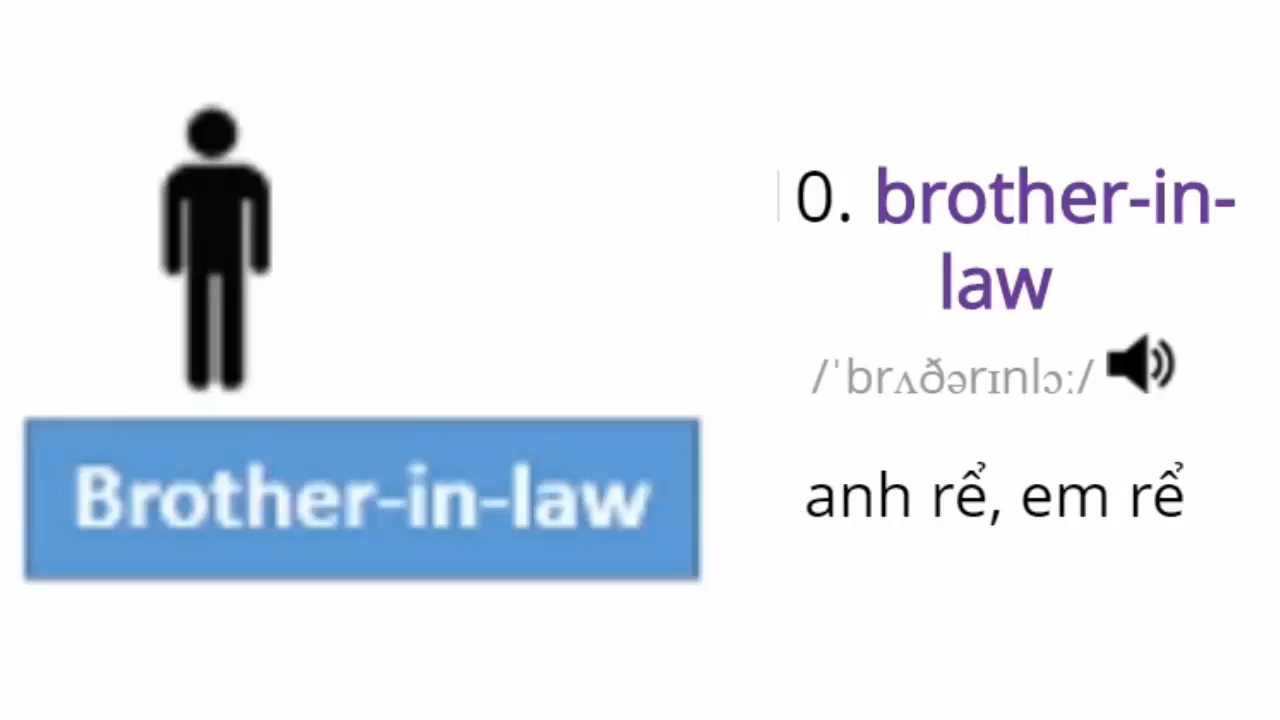 Brother-in-law
0. brother-in-
law
/ˈbrʌðərɪnlɔː/
anh rể, em rể